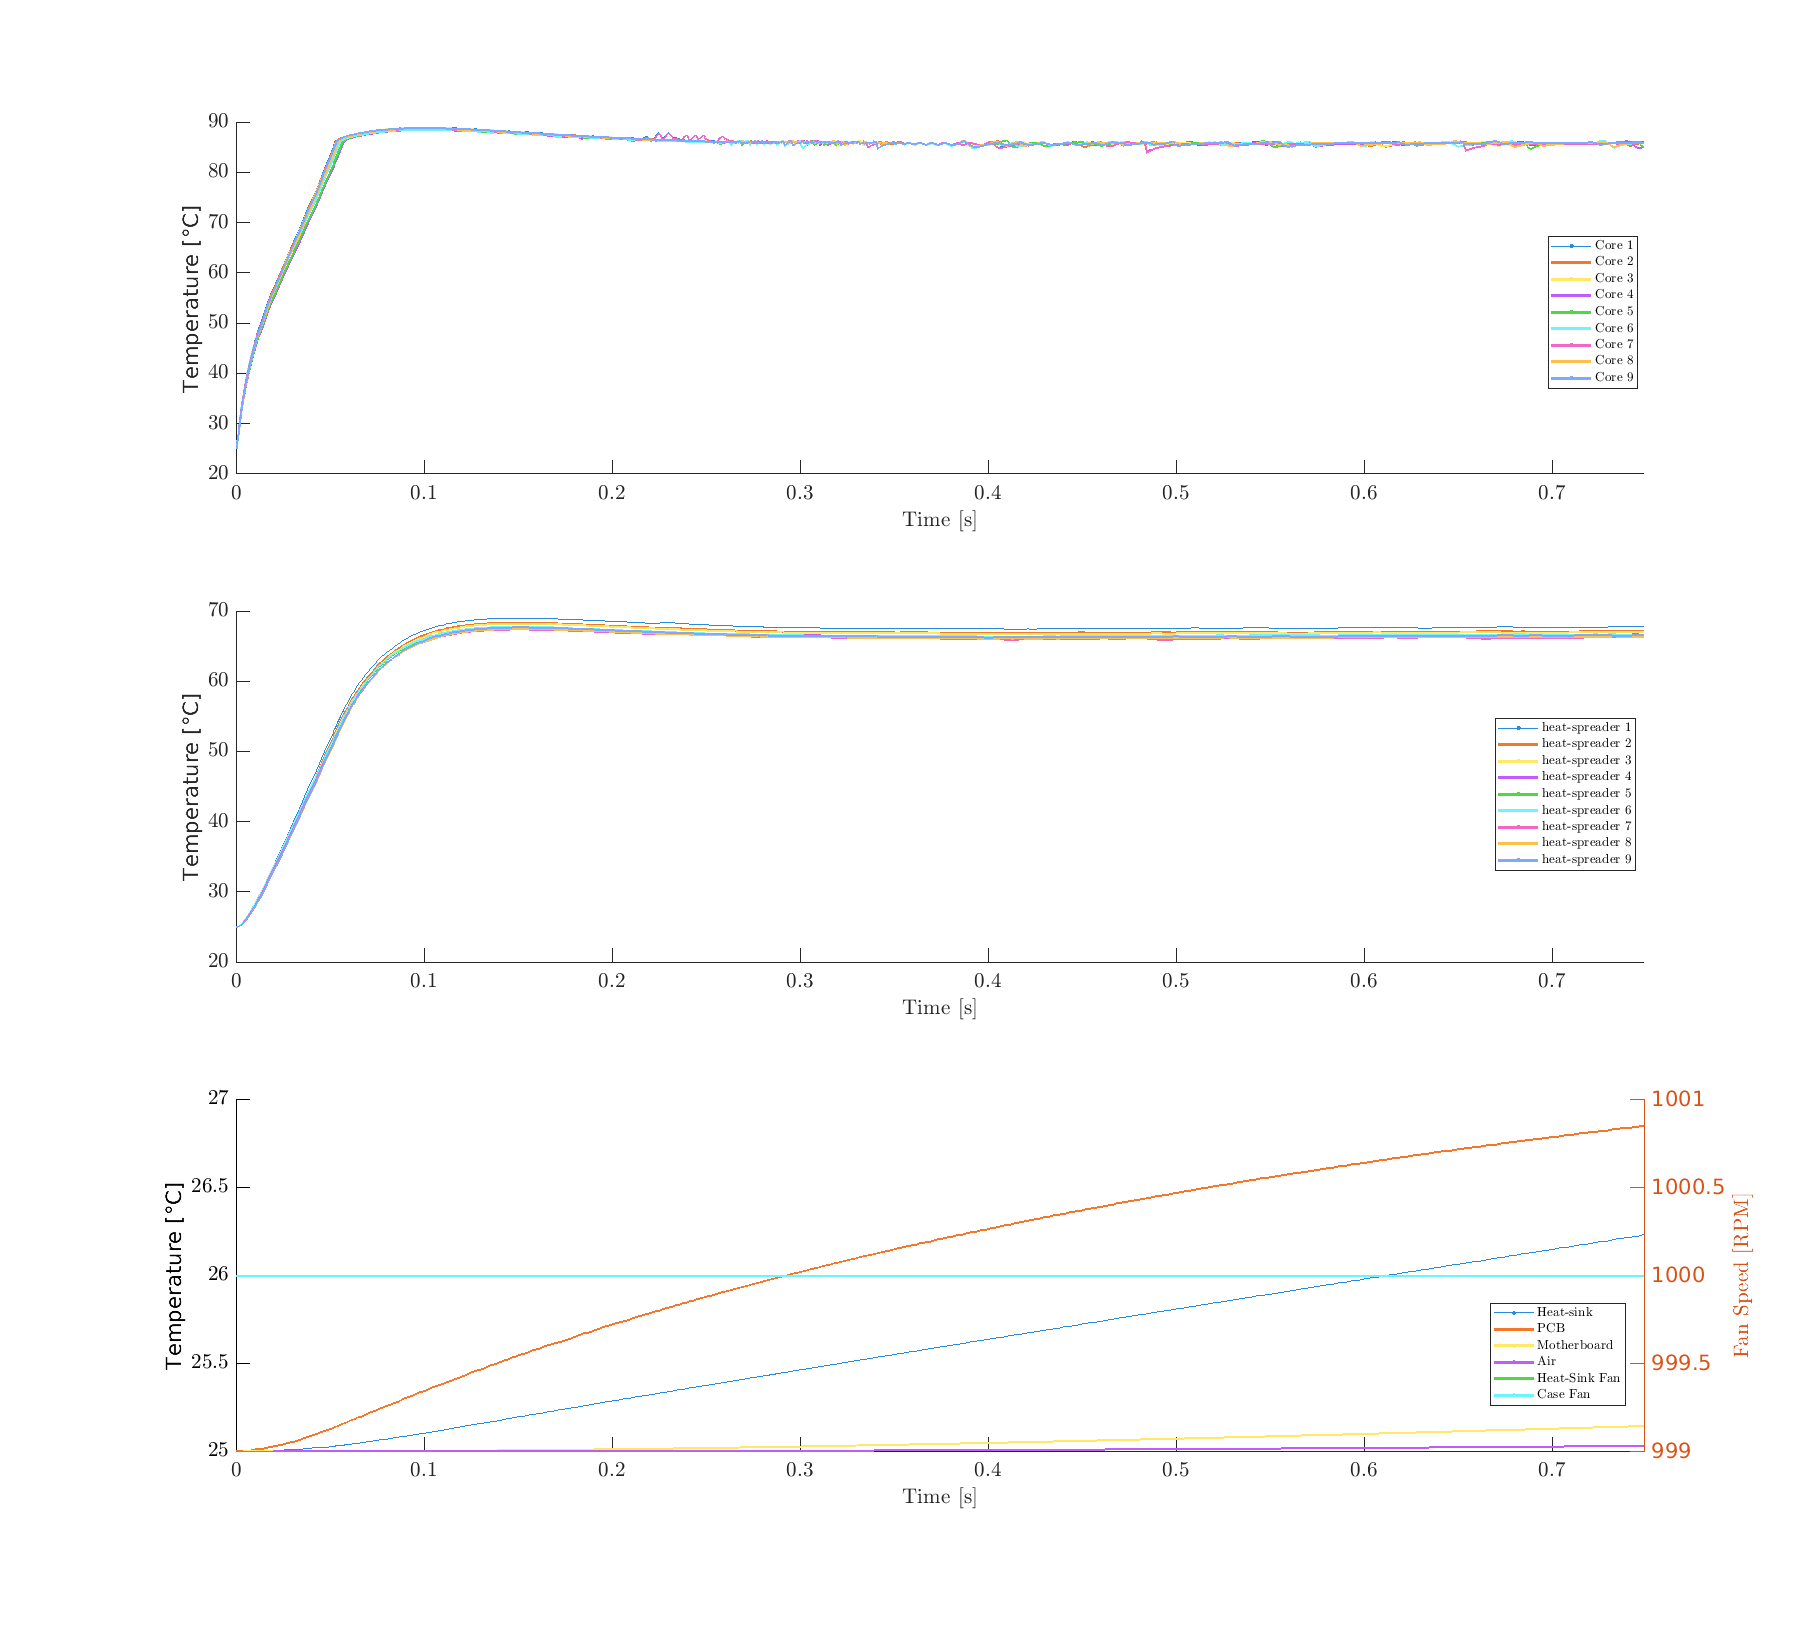 90
80
70
60
50
40
30
20
Temperature [°C]
0 0.1 0.2 0.3 0.4 0.5 0.6 0.7
Time [s]
Core 1
Core 2
Core 3
Core 4
Core 5
Core 6
Core 7
Core 8
Core 9
70
60
50
40
30
20
Temperature [°C]
0 0.1 0.2 0.3 0.4 0.5 0.6 0.7
Time [s]
heat-spreader 1
heat-spreader 2
heat-spreader 3
heat-spreader 4
heat-spreader 5
heat-spreader 6
heat-spreader 7
heat-spreader 8
heat-spreader 9
27
26.5
26
25.5
25
Temperature [°C]
0 0.1 0.2 0.3 0.4 0.5 0.6 0.7
Time [s]
1001
1000.5
1000
999.5
999
Fan Speed [RPM]
Heat-sink
PCB
Motherboard
Air
Heat-Sink Fan
Case Fan